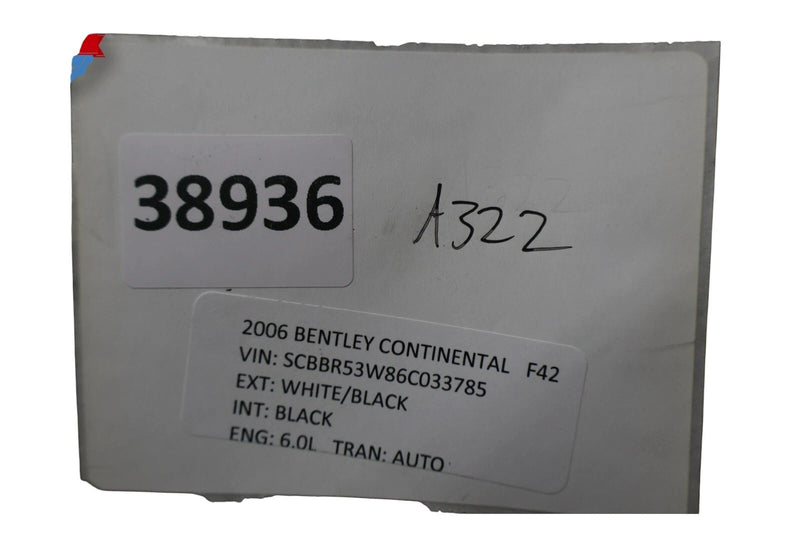 38936
A322
2006 BENTLEY CONTINENTAL F42
VIN: SCBBR53W86C033785
EXT: WHITE/BLACK
INT: BLACK
ENG: 6.0L TRAN: AUTO